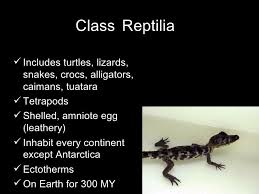 Class Reptilia
✓ Includes turtles, lizards,
snakes, crocs, alligators,
caimans, tuatara
✓ Tetrapods
✓ Shelled, amniote egg
(leathery)
✓ Inhabit every continent
except Antarctica
✓ Ectotherms
✓ On Earth for 300 MY